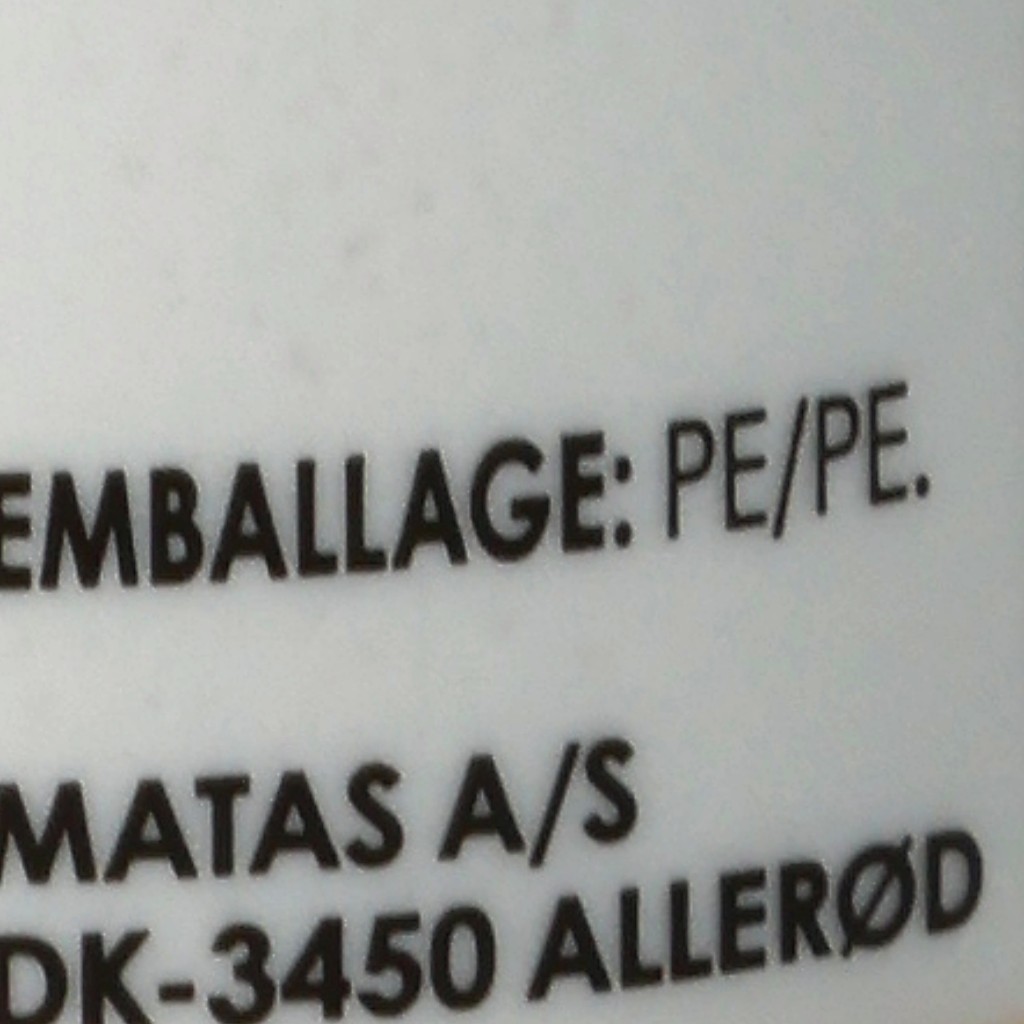 EMBALLAGE: PE/PE.
MATAS A/S
DK-3450 ALLERØD